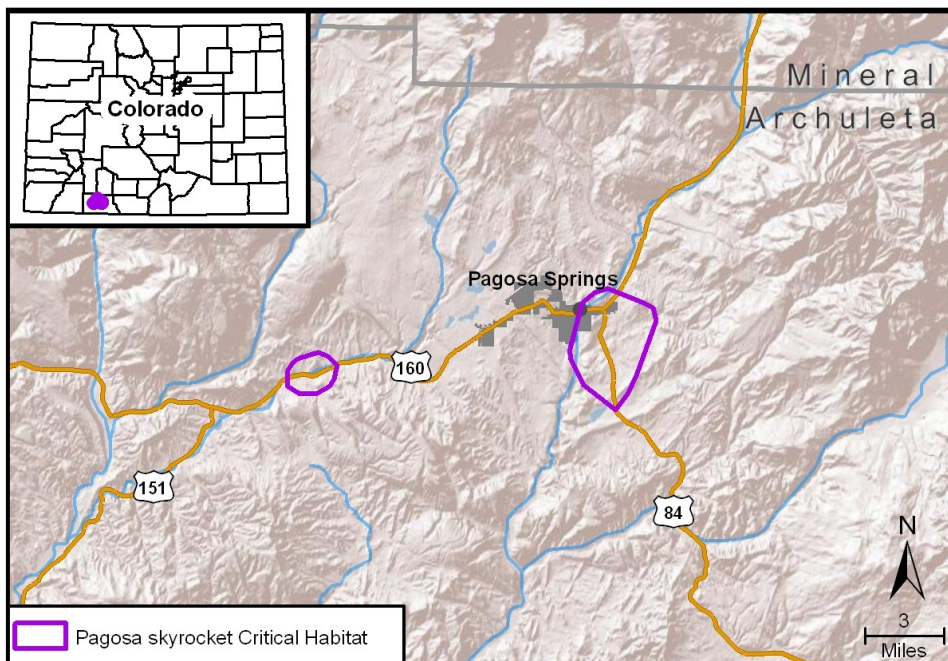 Colorado
Mineral
Archuleta
Pagosa Springs
160
151
84
N
3
Miles
Pagosa skyrocket Critical Habitat